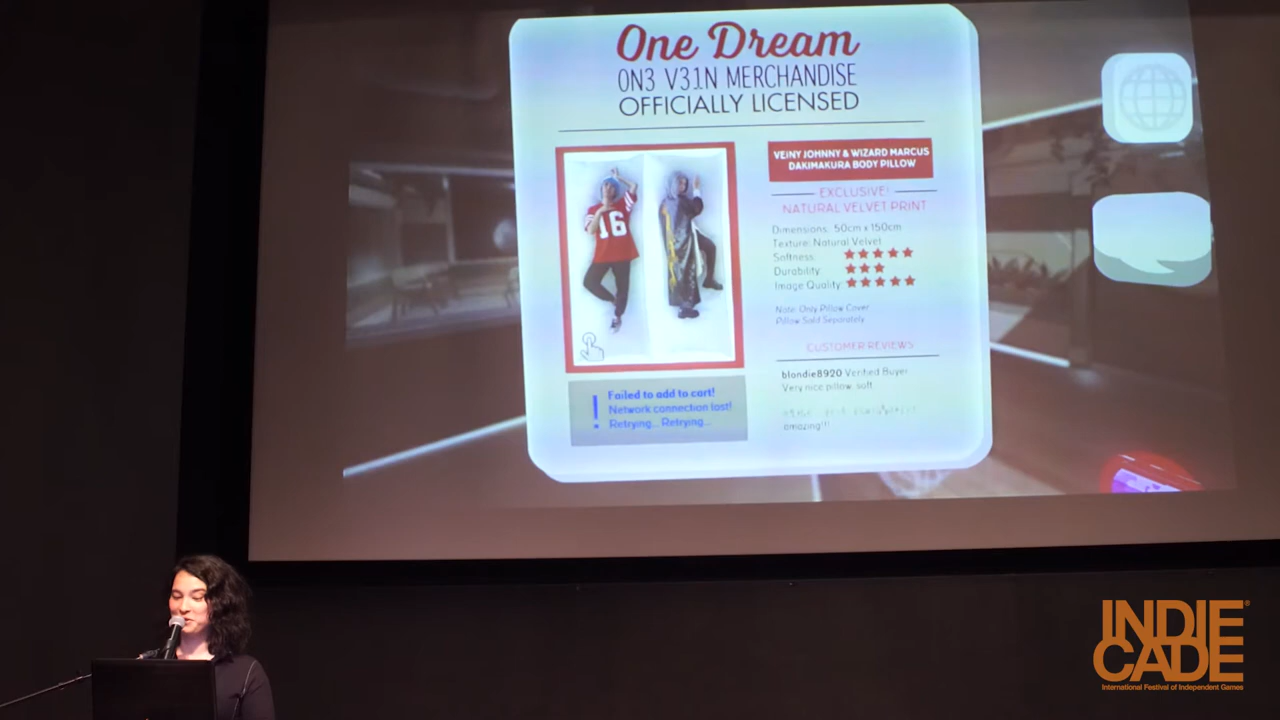 One Dream
ON3 V31N MERCHANDISE
OFFICIALLY LICENSED
16
VEINY JOHNNY & WIZARD MARCUS
DAKIMAKURA BODY PILLOW
EXCLUSIVE!
NATURAL VELVET PRINT
Dimensions: 50cm x 150cm
Texture: Natural Velvet
Softness: ★★★★★
Durability: ★★★
Image Quality: ★★★★★
Note: Only Pillow Cover
Pillow Sold Separately
CUSTOMER REVIEWS
blondie8920 Verified Buyer
Very nice pillow, soft
amazing!!!
! Failed to add to cart!
Network connection lost!
Retrying... Retrying...
INDIE
CADE®
International Festival of Independent Games